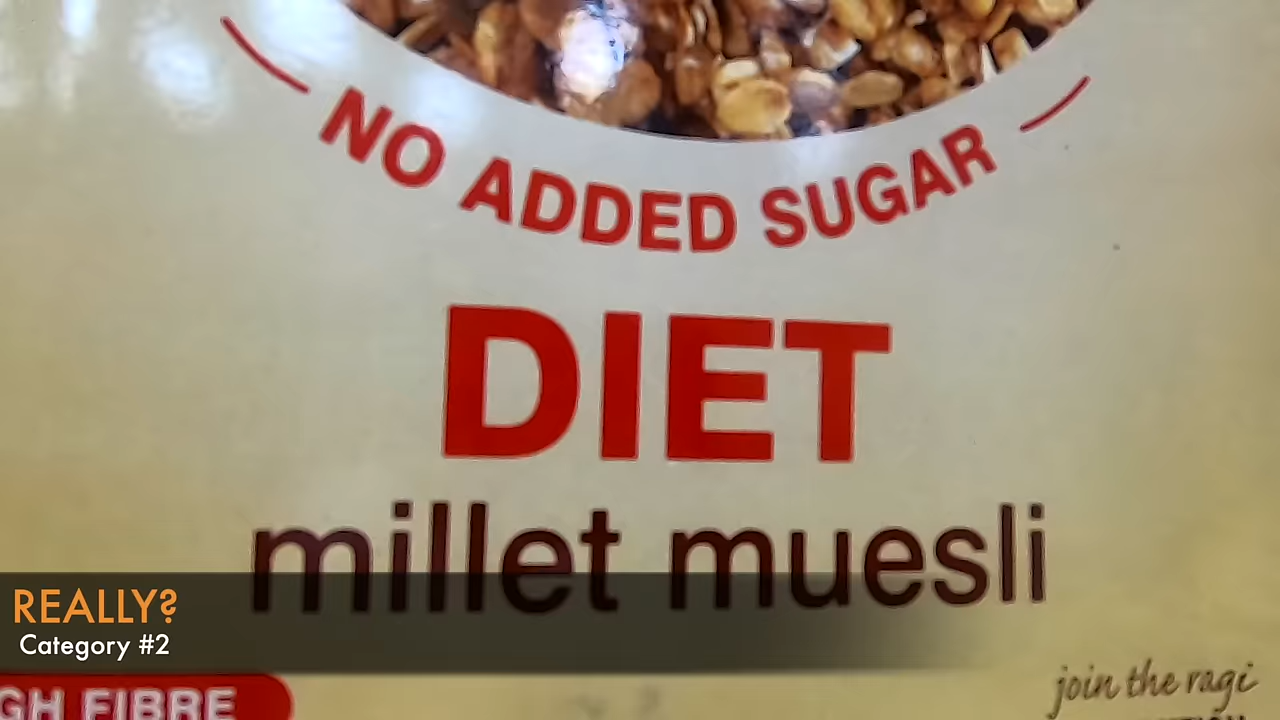 NO ADDED SUGAR
DIET
millet muesli
REALLY?
Category #2
GH FIBRE
join the ragi